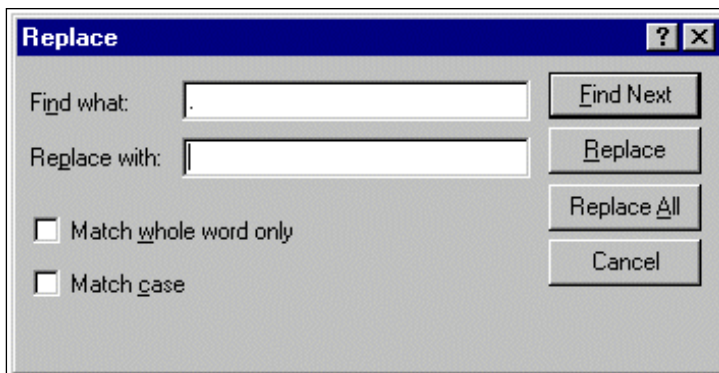 Replace
?
Find what: .
Find Next
Replace with:
Replace
Replace All
Match whole word only
Cancel
Match case